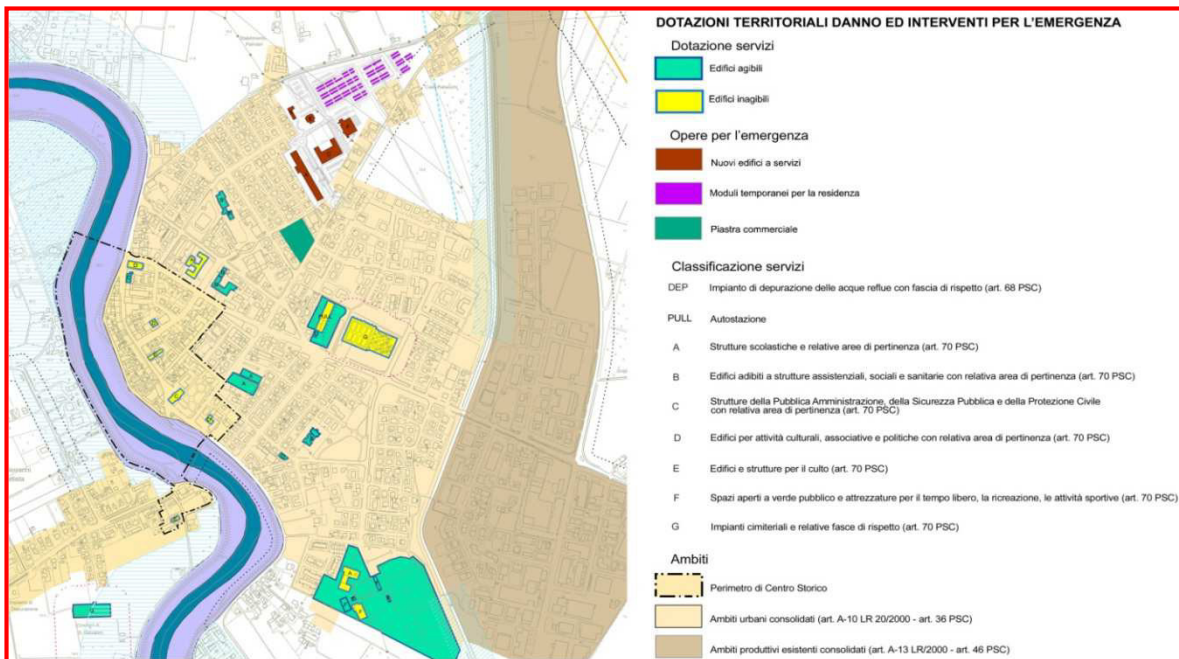 DOTAZIONI TERRITORIALI DANNO ED INTERVENTI PER L'EMERGENZA
Dotazione servizi
Edifici agibili
Edifici inagibili
Opere per l'emergenza
Nuovi edifici a servizi
Moduli temporanei per la residenza
Piastra commerciale
Classificazione servizi
DEP Impianto di depurazione delle acque reflue con fascia di rispetto (art. 68 PSC)
PULL Autostazione
A Strutture scolastiche e relative aree di pertinenza (art. 70 PSC)
B Edifici adibiti a strutture assistenziali, sociali e sanitarie con relativa area di pertinenza (art. 70 PSC)
C Strutture della Pubblica Amministrazione, della Sicurezza Pubblica e della Protezione Civile
con relativa area di pertinenza (art. 70 PSC)
D Edifici per attività culturali, associative e politiche con relativa area di pertinenza (art. 70 PSC)
E Edifici e strutture per il culto (art. 70 PSC)
F Spazi aperti a verde pubblico e attrezzature per il tempo libero, la ricreazione, le attività sportive (art. 70 PSC)
G Impianti cimiteriali e relative fasce di rispetto (art. 70 PSC)
Ambiti
Perimetro di Centro Storico
Ambiti urbani consolidati (art. A-10 LR 20/2000 - art. 36 PSC)
Ambiti produttivi esistenti consolidati (art. A-13 LR/2000 - art. 46 PSC)
PULL